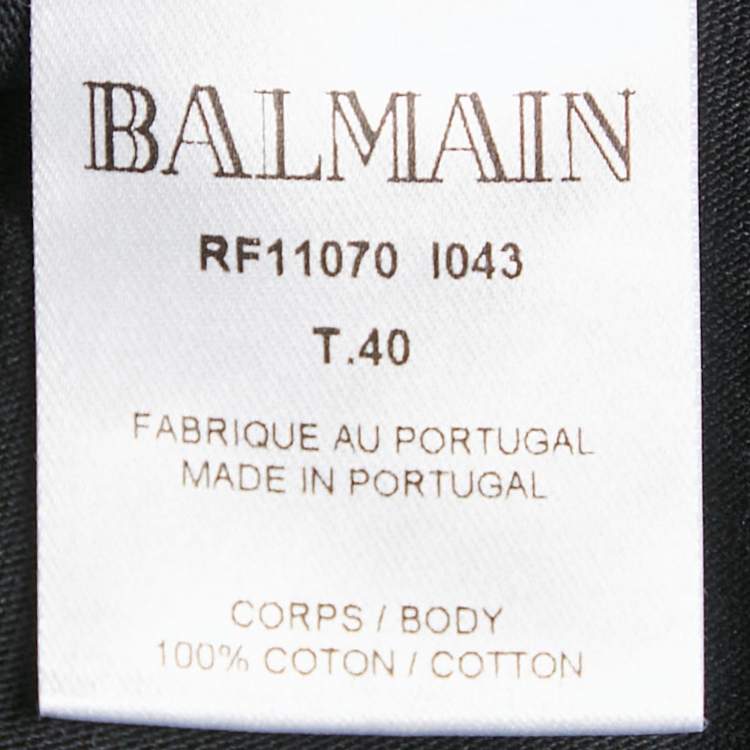 BALMAIN
RF11070 I043
T.40
FABRIQUE AU PORTUGAL
MADE IN PORTUGAL
CORPS / BODY
100% COTON / COTTON